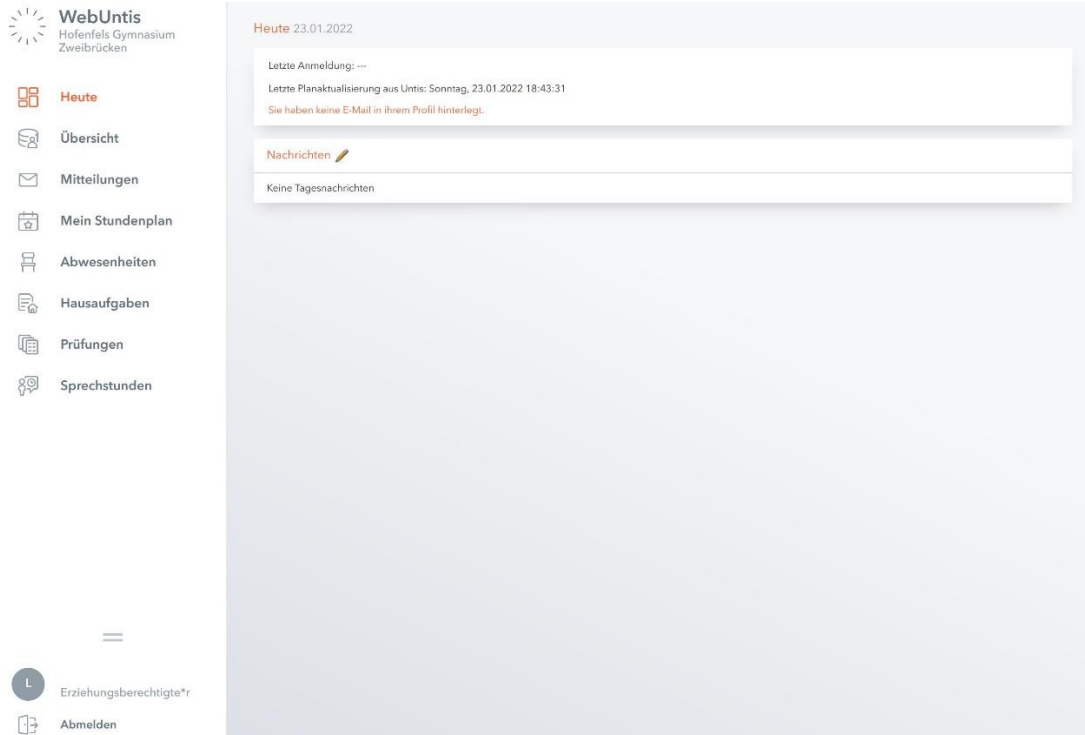 WebUntis
Hofenfels Gymnasium
Zweibrücken
Heute
Übersicht
Mitteilungen
Mein Stundenplan
Abwesenheiten
Hausaufgaben
Prüfungen
Sprechstunden
L
Erziehungsberechtigte*r
Abmelden
Heute 23.01.2022
Letzte Anmeldung: ---
Letzte Planaktualisierung aus Untis: Sonntag, 23.01.2022 18:43:31
Sie haben keine E-Mail in ihrem Profil hinterlegt.
Nachrichten
Keine Tagesnachrichten